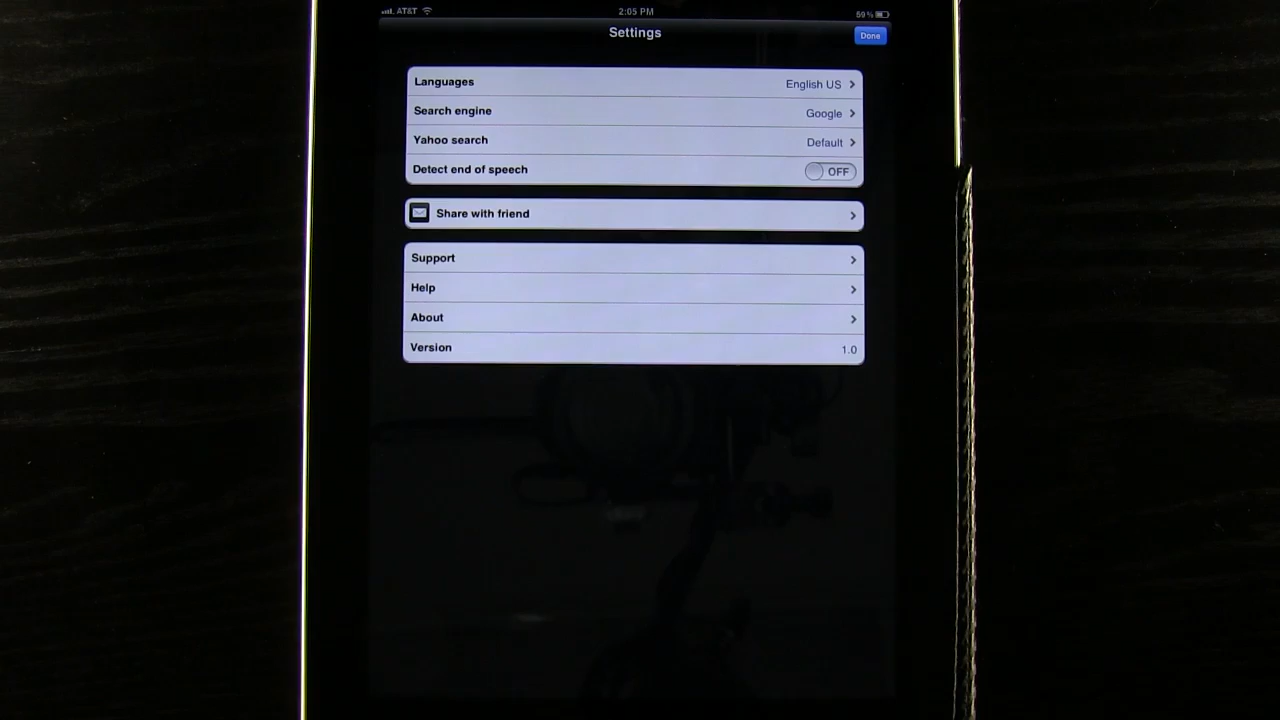 AT&T 2:05 PM 59%
Settings Done
Languages English US
Search engine Google
Yahoo search Default
Detect end of speech OFF
Share with friend
Support
Help
About
Version 1.0